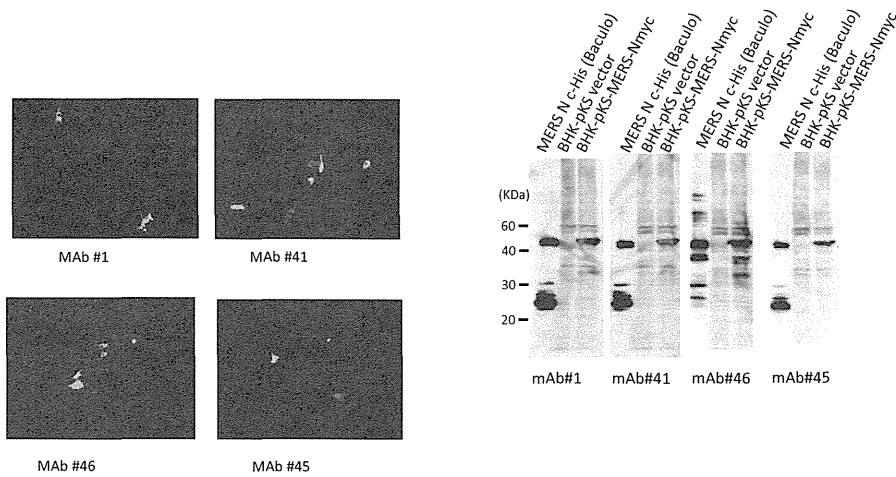 MAb #1
MAb #41
MAb #46
MAb #45
MERS N c-His (Baculo)
BHK-pKS vector
BHK-pKS-MERS-Nmyc
MERS N c-His (Baculo)
BHK-pKS vector
BHK-pKS-MERS-Nmyc
MERS N c-His (Baculo)
BHK-pKS vector
BHK-pKS-MERS-Nmyc
MERS N c-His (Baculo)
BHK-pKS vector
BHK-pKS-MERS-Nmyc
(KDa)
60
40
30
20
mAb#1
mAb#41
mAb#46
mAb#45